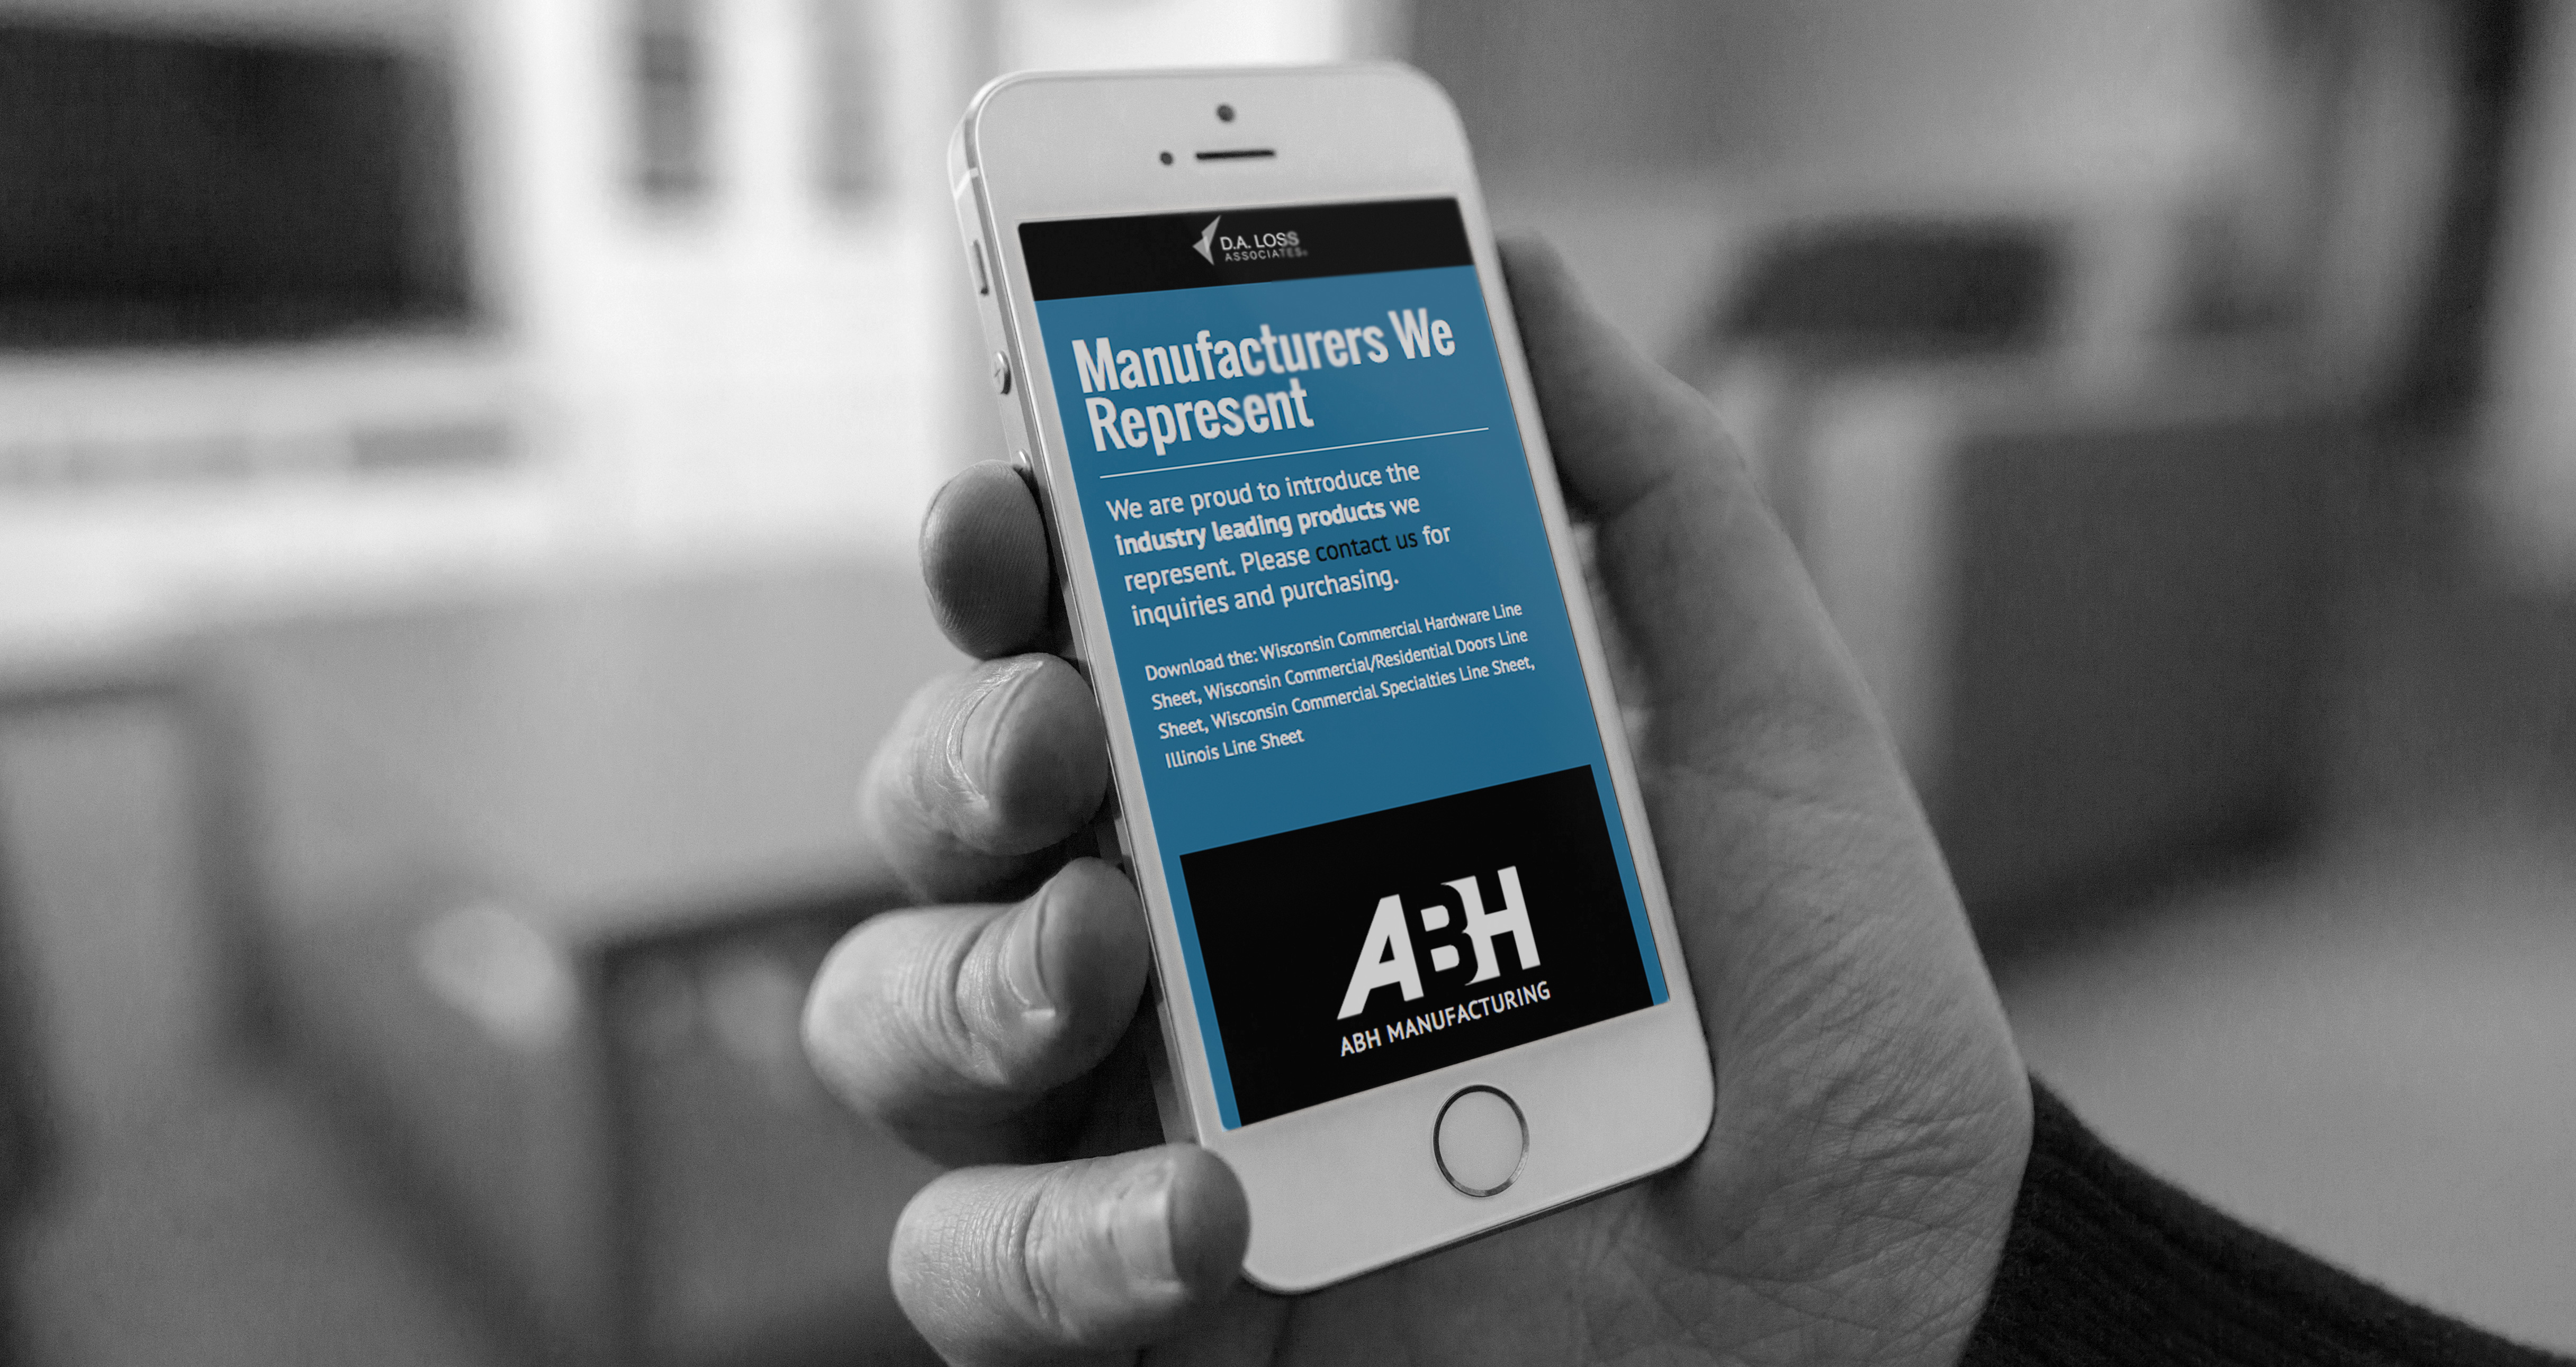 D.A. LOSS
ASSOCIATES
Manufacturers We
Represent
We are proud to introduce the
industry leading products we
represent. Please contact us for
inquiries and purchasing.
Download the: Wisconsin Commercial Hardware Line
Sheet, Wisconsin Commercial/Residential Doors Line
Sheet, Wisconsin Commercial Specialties Line Sheet,
Illinois Line Sheet
ABH
ABH MANUFACTURING